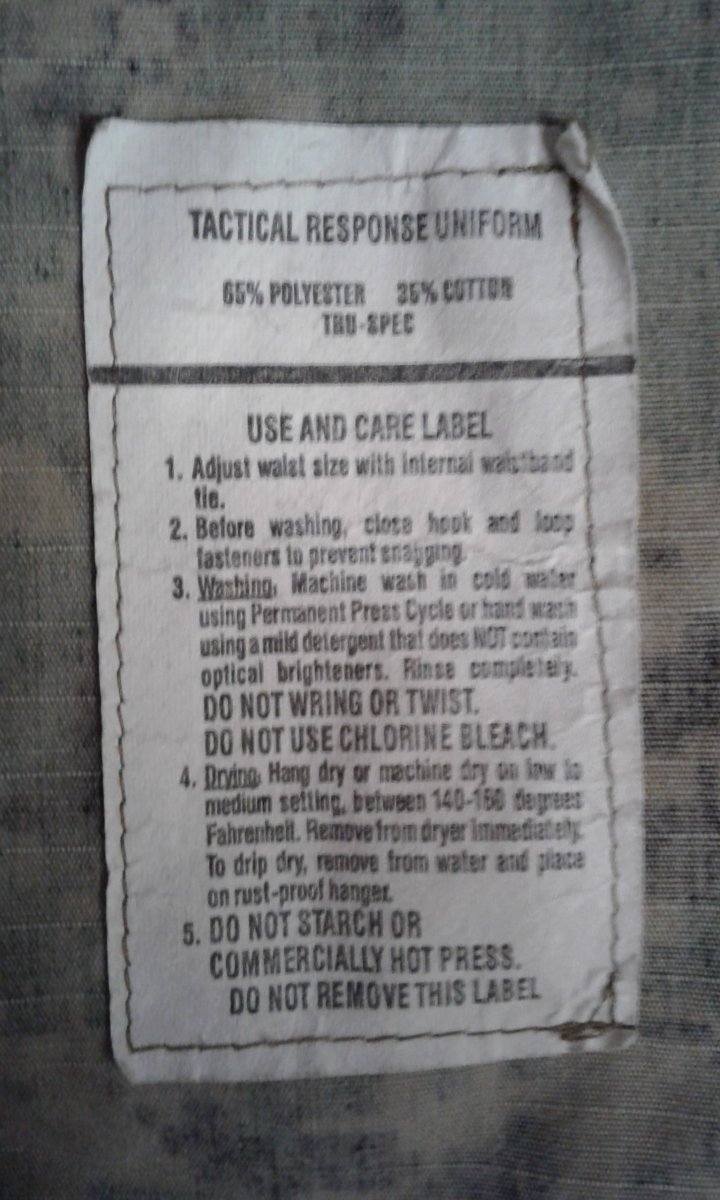 TACTICAL RESPONSE UNIFORM
65% POLYESTER 35% COTTON
TRU-SPEC
USE AND CARE LABEL
1. Adjust waist size with internal waistband
tie.
2. Before washing, close hook and loop
fasteners to prevent snagging.
3. Washing, Machine wash in cold water
using Permanent Press Cycle or hand wash
using a mild detergent that does NOT contain
optical brighteners. Rinse completely.
DO NOT WRING OR TWIST.
DO NOT USE CHLORINE BLEACH.
4. Drying, Hang dry or machine dry on low to
medium setting, between 140-160 degrees
Fahrenheit. Remove from dryer immediately.
To drip dry, remove from water and place
on rust-proof hanger.
5. DO NOT STARCH OR
COMMERCIALLY HOT PRESS.
DO NOT REMOVE THIS LABEL